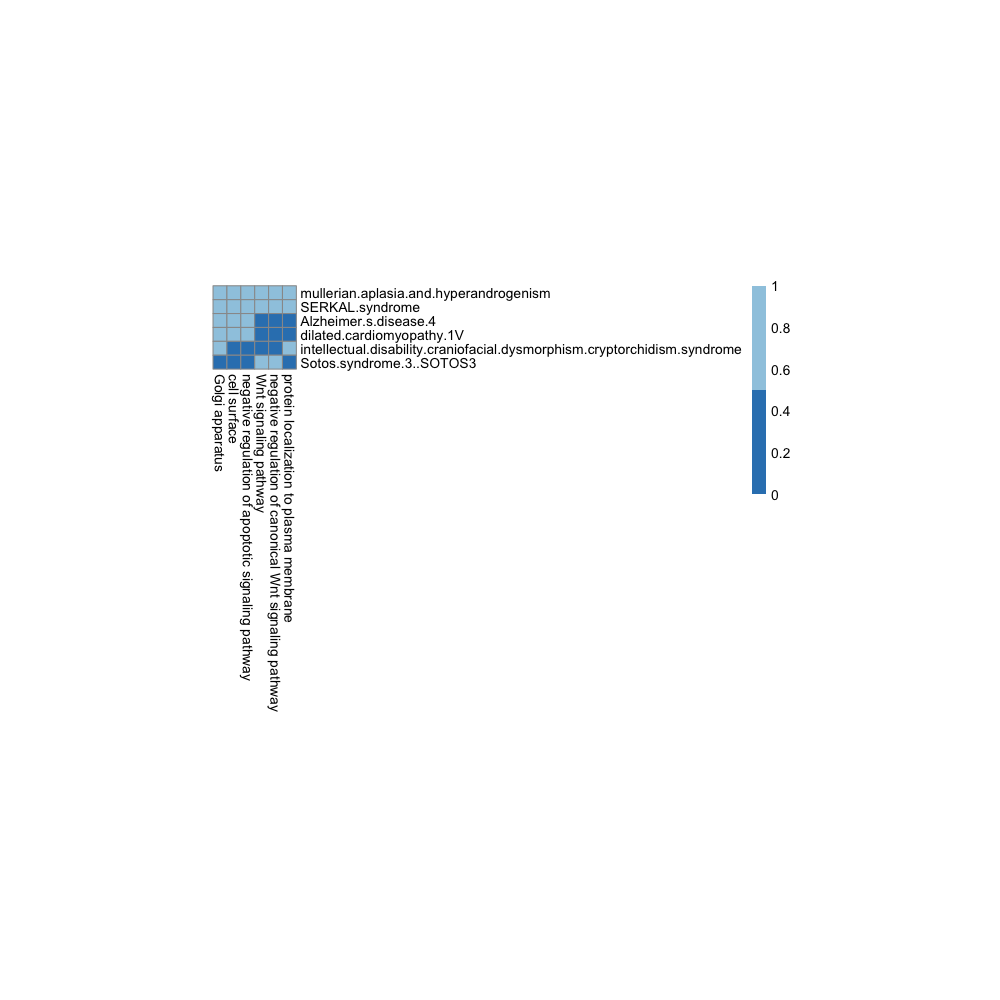 mullerian.aplasia.and.hyperandrogenism
SERKAL.syndrome
Alzheimer.s.disease.4
dilated.cardiomyopathy.1V
intellectual.disability.craniofacial.dysmorphism.cryptorchidism.syndrome
Sotos.syndrome.3..SOTOS3
Golgi apparatus
cell surface
negative regulation of apoptotic signaling pathway
Wnt signaling pathway
negative regulation of canonical Wnt signaling pathway
protein localization to plasma membrane
1
0.8
0.6
0.4
0.2
0